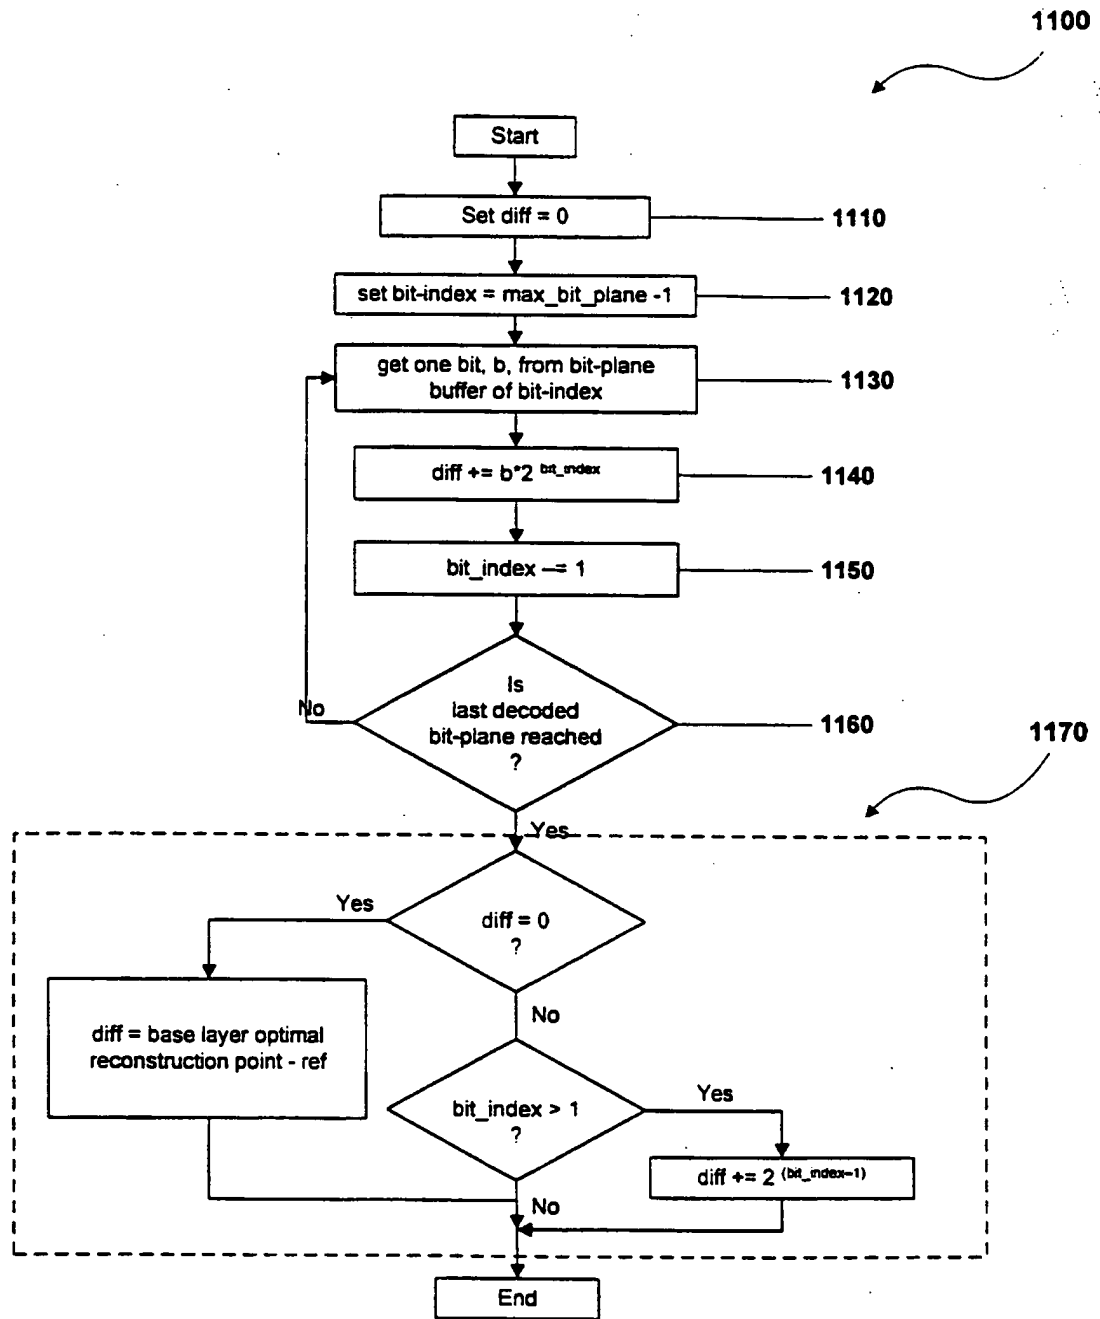 1100
Start
Set diff = 0
1110
set bit-index = max_bit_plane -1
1120
get one bit, b, from bit-plane
buffer of bit-index
1130
diff += b*2 bit_index
1140
bit_index -= 1
1150
Is
last decoded
bit-plane reached
?
No
1160
1170
Yes
diff = 0
?
Yes
No
diff = base layer optimal
reconstruction point - ref
bit_index > 1
?
Yes
diff += 2 (bit_index-1)
No
End